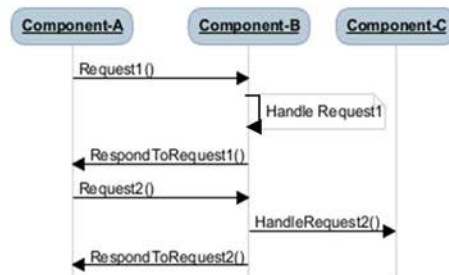 Component-A Component-B Component-C
Request1()
Handle Request1
RespondToRequest1()
Request2()
HandleRequest2()
RespondToRequest2()